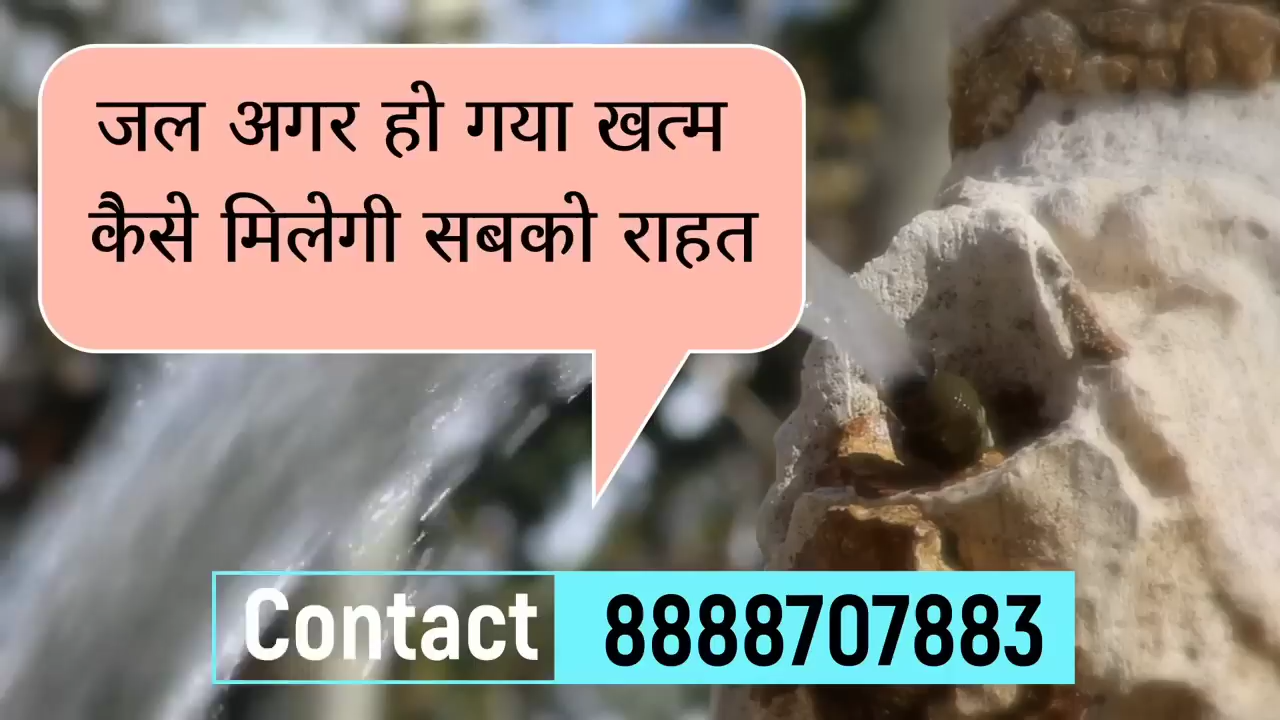 जल अगर हो गया खत्म
कैसे मिलेगी सबको राहत
Contact 8888707883